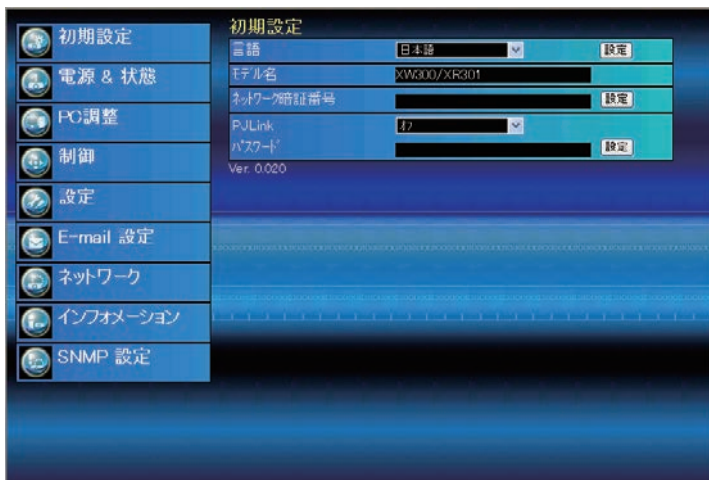 初期設定
電源 & 状態
PC調整
制御
設定
E-mail 設定
ネットワーク
インフォメーション
SNMP 設定
初期設定
言語 日本語 設定
モデル名 XW300/XR301
ネットワーク暗証番号 設定
PJLink オフ
パスワード 設定
Ver. 0.020